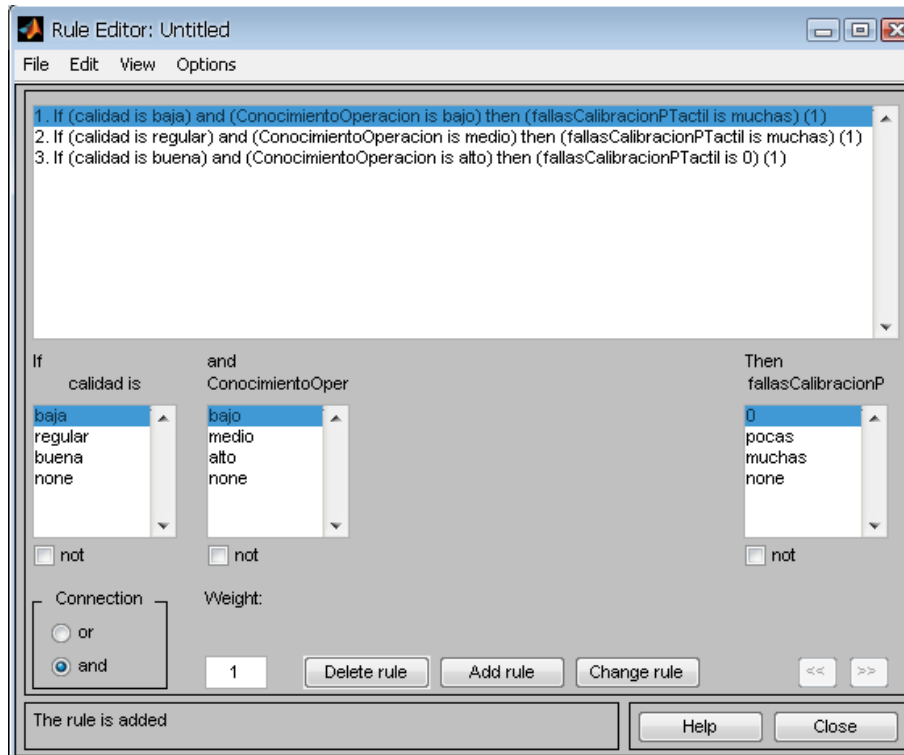 Rule Editor: Untitled
File Edit View Options
1. If (calidad is baja) and (ConocimientoOperacion is bajo) then (fallasCalibracionPTactil is muchas) (1)
2. If (calidad is regular) and (ConocimientoOperacion is medio) then (fallasCalibracionPTactil is muchas) (1)
3. If (calidad is buena) and (ConocimientoOperacion is alto) then (fallasCalibracionPTactil is 0) (1)
If and Then
calidad is ConocimientoOper fallasCalibracionP
baja bajo 0
regular medio pocas
buena alto muchas
none none none
not not not
Connection Weight:
or
and 1 Delete rule Add rule Change rule << >>
The rule is added Help Close